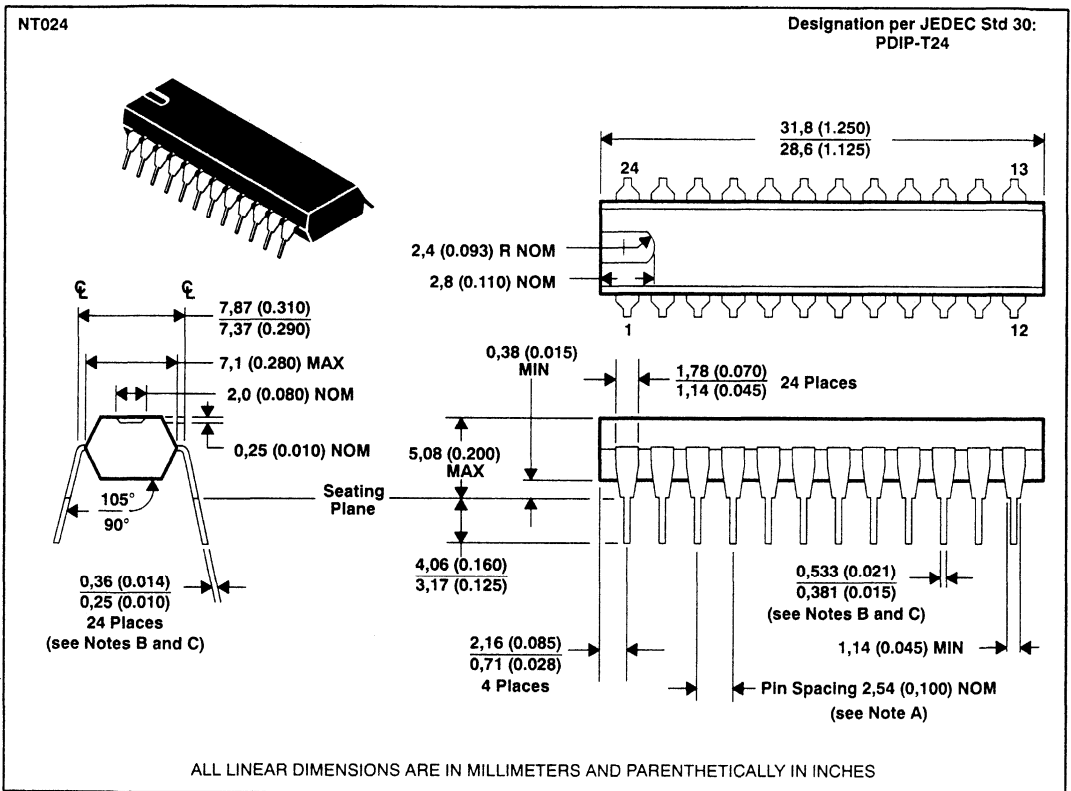 NT024
Designation per JEDEC Std 30:
PDIP-T24
31,8 (1.250)
28,6 (1.125)
24
13
2,4 (0.093) R NOM
2,8 (0.110) NOM
1
12
℄
℄
7,87 (0.310)
7,37 (0.290)
7,1 (0.280) MAX
2,0 (0.080) NOM
0,25 (0.010) NOM
0,38 (0.015)
MIN
1,78 (0.070)
1,14 (0.045)
24 Places
5,08 (0.200)
MAX
105°
90°
Seating
Plane
4,06 (0.160)
3,17 (0.125)
0,36 (0.014)
0,25 (0.010)
24 Places
(see Notes B and C)
0,533 (0.021)
0,381 (0.015)
(see Notes B and C)
2,16 (0.085)
0,71 (0.028)
4 Places
1,14 (0.045) MIN
Pin Spacing 2,54 (0,100) NOM
(see Note A)
ALL LINEAR DIMENSIONS ARE IN MILLIMETERS AND PARENTHETICALLY IN INCHES